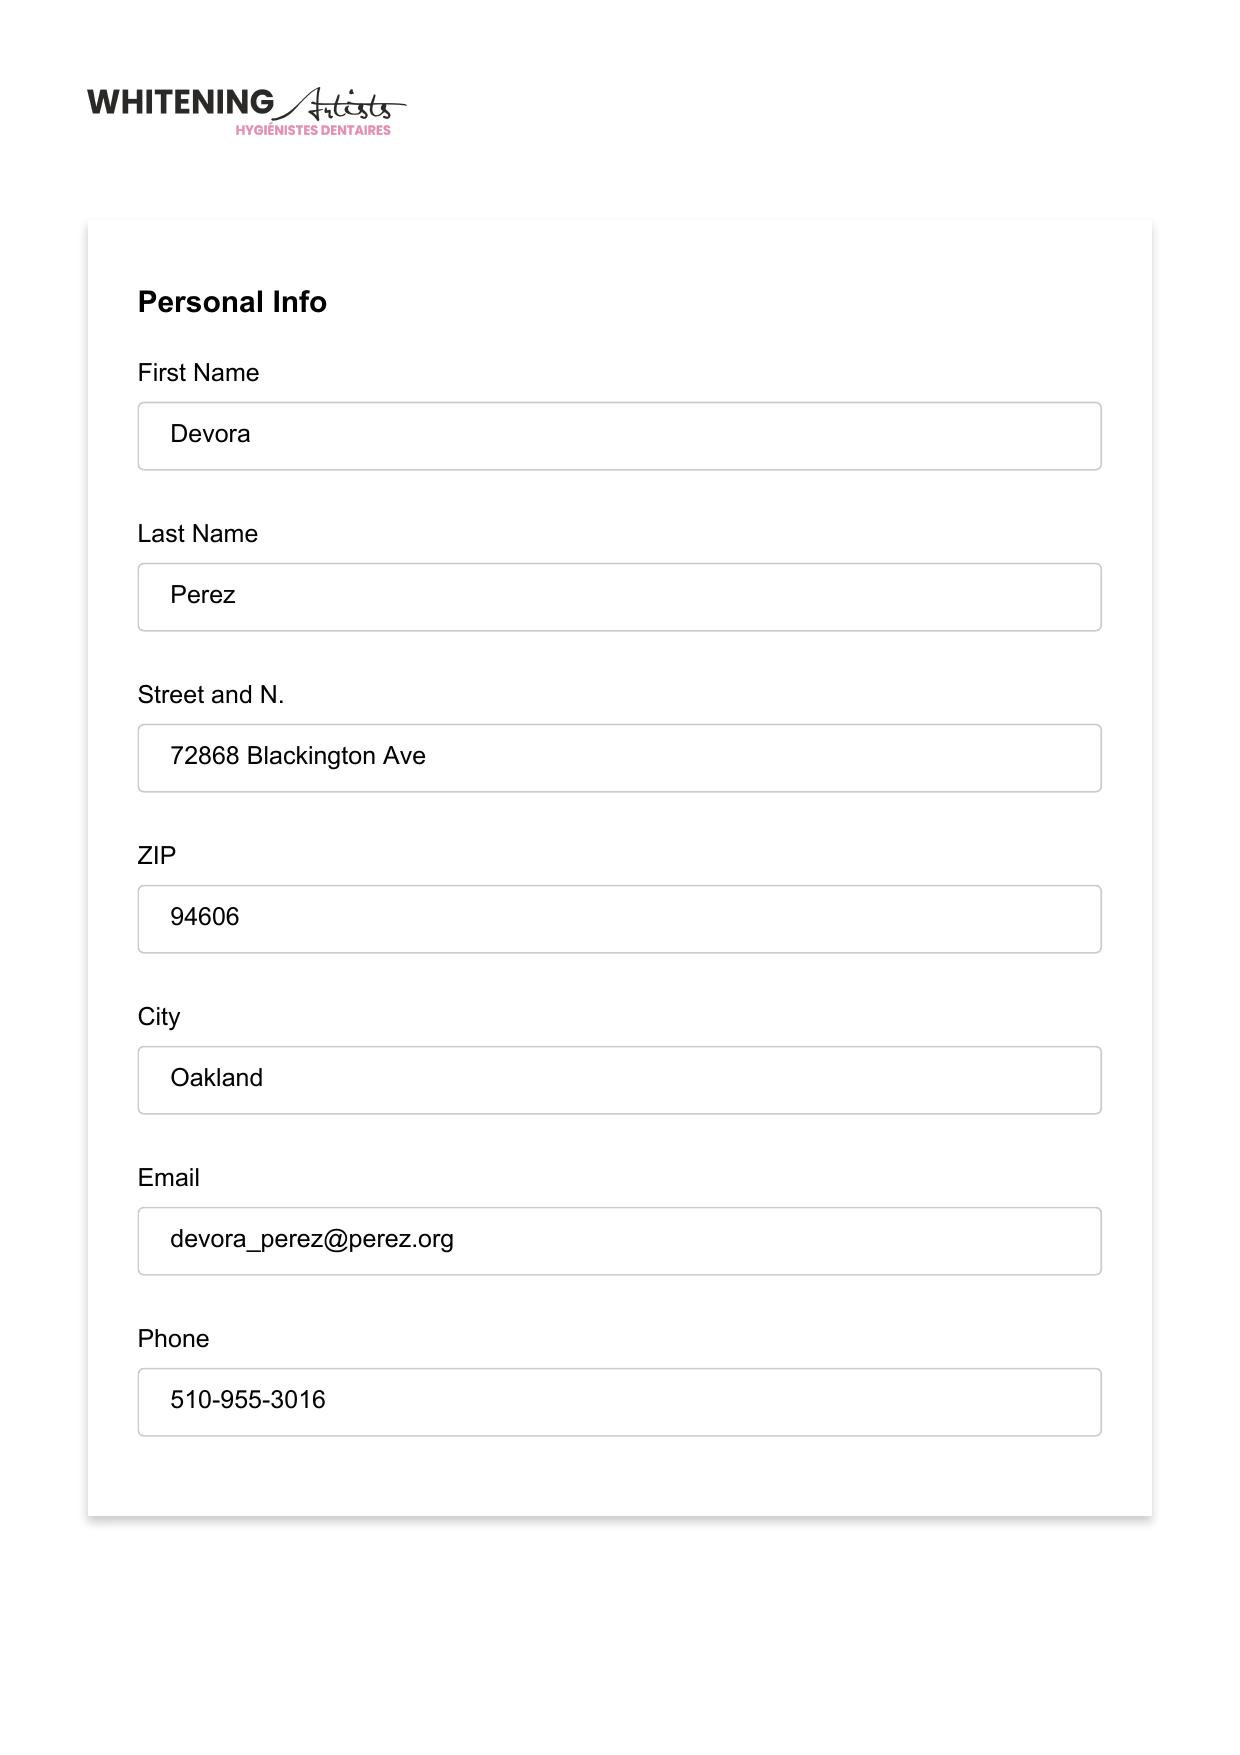 WHITENING Artists
HYGIÉNISTES DENTAIRES
Personal Info
First Name
Devora
Last Name
Perez
Street and N.
72868 Blackington Ave
ZIP
94606
City
Oakland
Email
devora_perez@perez.org
Phone
510-955-3016